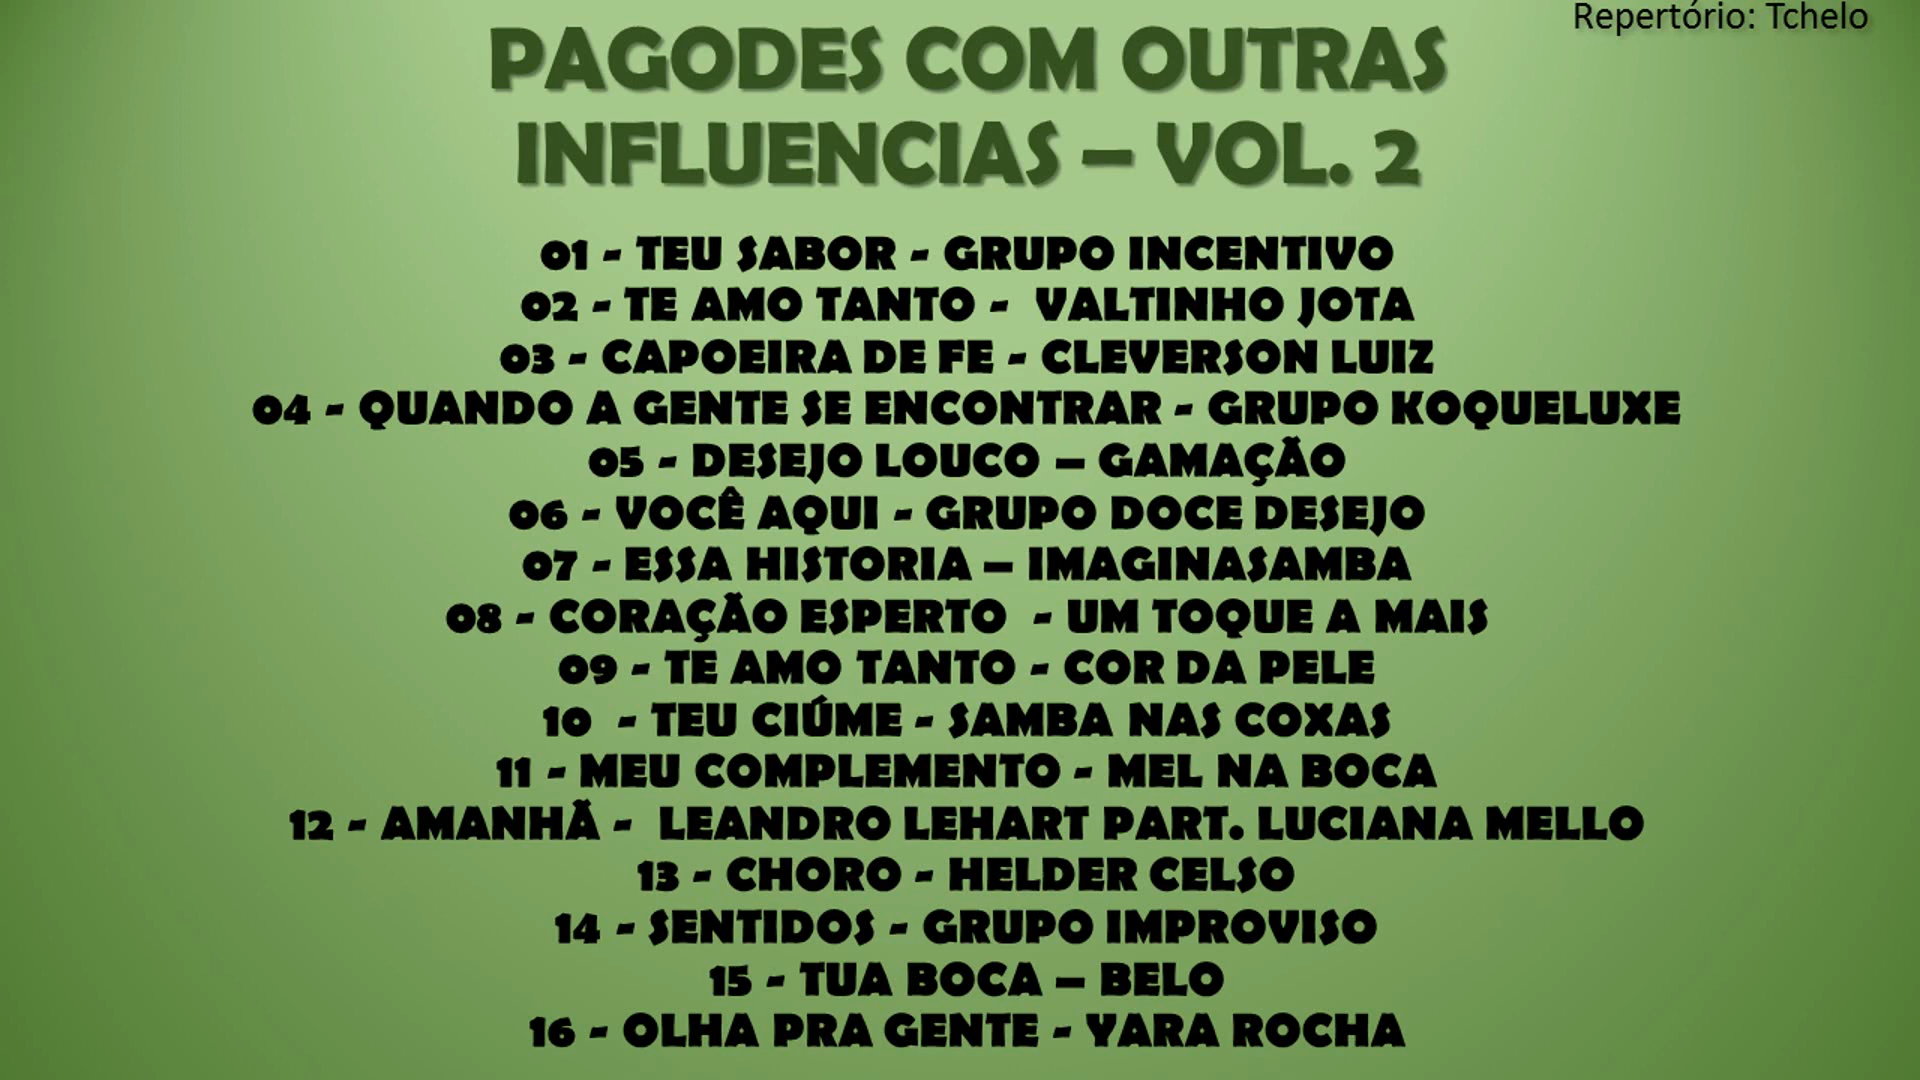 Repertório: Tchelo
PAGODES COM OUTRAS
INFLUENCIAS – VOL. 2
01 - TEU SABOR - GRUPO INCENTIVO
02 - TE AMO TANTO -  VALTINHO JOTA
03 - CAPOEIRA DE FE - CLEVERSON LUIZ
04 - QUANDO A GENTE SE ENCONTRAR - GRUPO KOQUELUXE
05 - DESEJO LOUCO – GAMAÇÃO
06 - VOCÊ AQUI - GRUPO DOCE DESEJO
07 - ESSA HISTORIA – IMAGINASAMBA
08 - CORAÇÃO ESPERTO  - UM TOQUE A MAIS
09 - TE AMO TANTO - COR DA PELE
10  - TEU CIÚME - SAMBA NAS COXAS
11 - MEU COMPLEMENTO - MEL NA BOCA
12 - AMANHÃ -  LEANDRO LEHART PART. LUCIANA MELLO
13 - CHORO - HELDER CELSO
14 - SENTIDOS - GRUPO IMPROVISO
15 - TUA BOCA – BELO
16 - OLHA PRA GENTE - YARA ROCHA